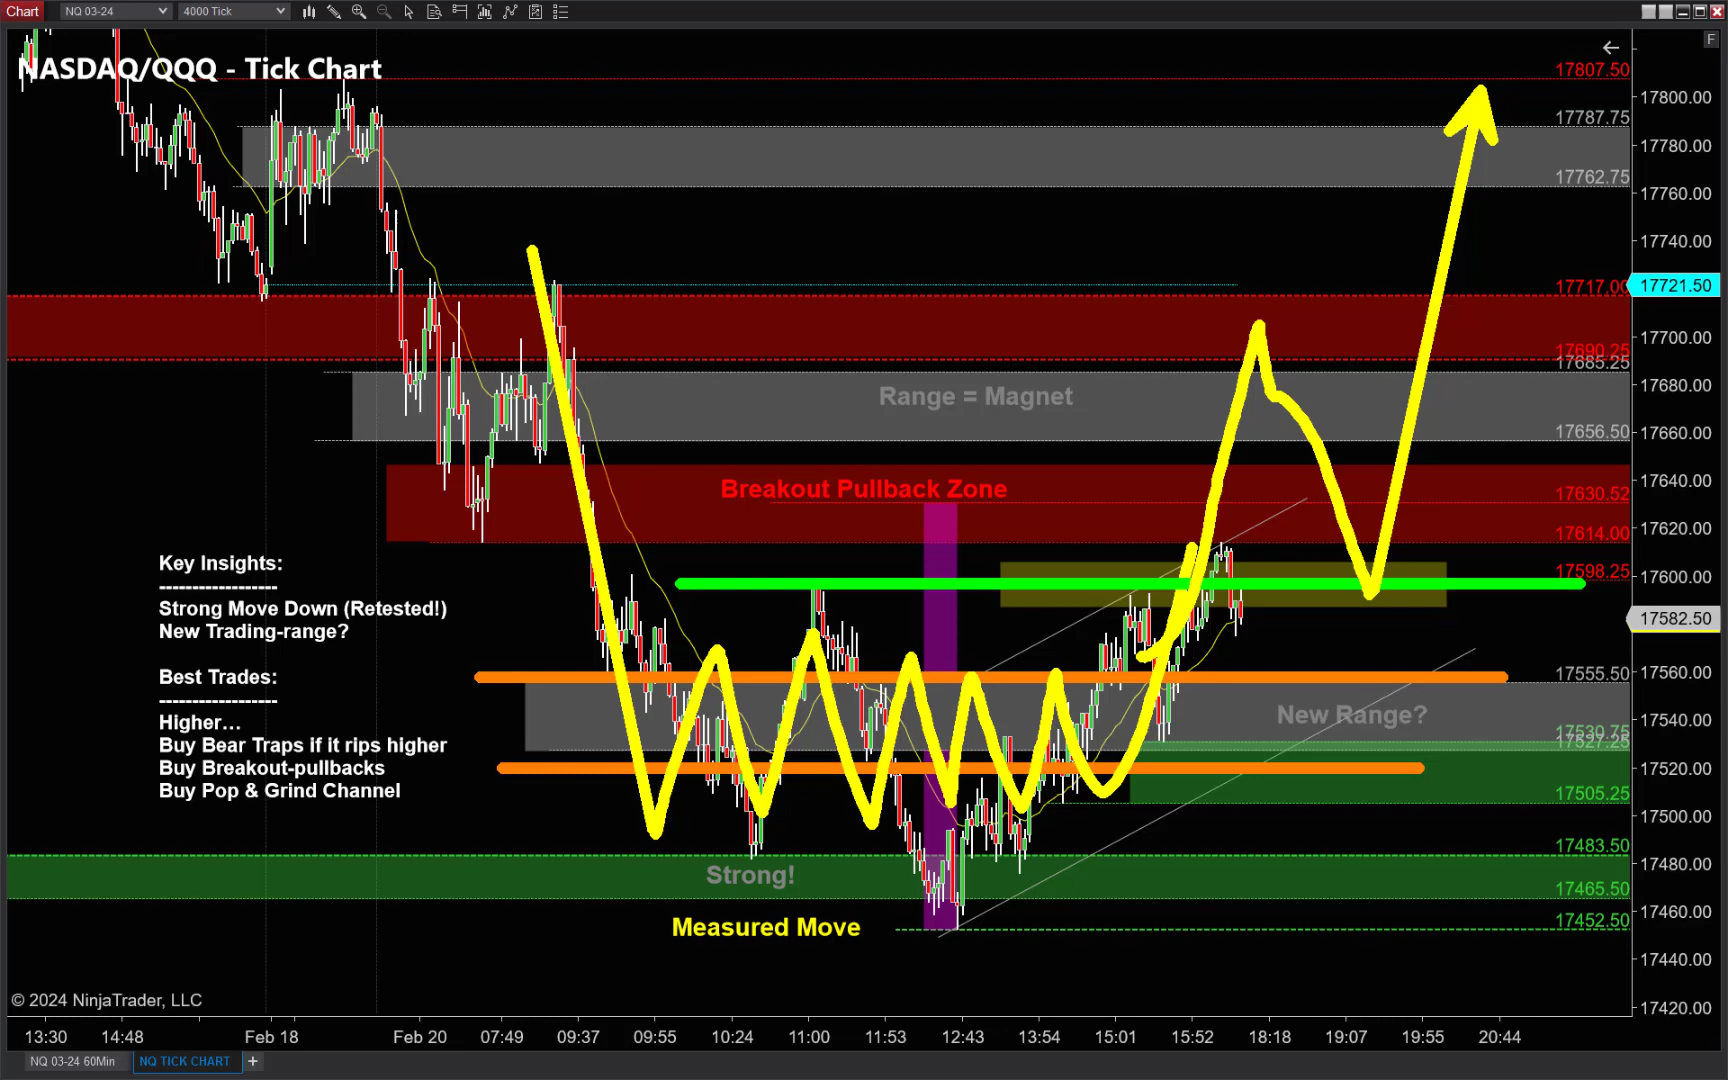 Chart
NQ 03-24
4000 Tick
F
NASDAQ/QQQ - Tick Chart
17807.50
17800.00
17787.75
17780.00
17762.75
17760.00
17740.00
17717.00
17721.50
17700.00
17690.25
17685.25
17680.00
Range = Magnet
17656.50
17660.00
17640.00
Breakout Pullback Zone
17630.52
17620.00
17614.00
17598.25
17600.00
17582.50
Key Insights:
-----------------
Strong Move Down (Retested!)
New Trading-range?
Best Trades:
-----------------
Higher...
Buy Bear Traps if it rips higher
Buy Breakout-pullbacks
Buy Pop & Grind Channel
17555.50
17560.00
New Range?
17540.00
17527.25
17520.00
17505.25
17500.00
17483.50
17480.00
Strong!
17465.50
17460.00
17452.50
Measured Move
17440.00
17420.00
© 2024 NinjaTrader, LLC
13:30 14:48 Feb 18 Feb 20 07:49 09:37 09:55 10:24 11:00 11:53 12:43 13:54 15:01 15:52 18:18 19:07 19:55 20:44
NQ 03-24 60Min NQ TICK CHART +